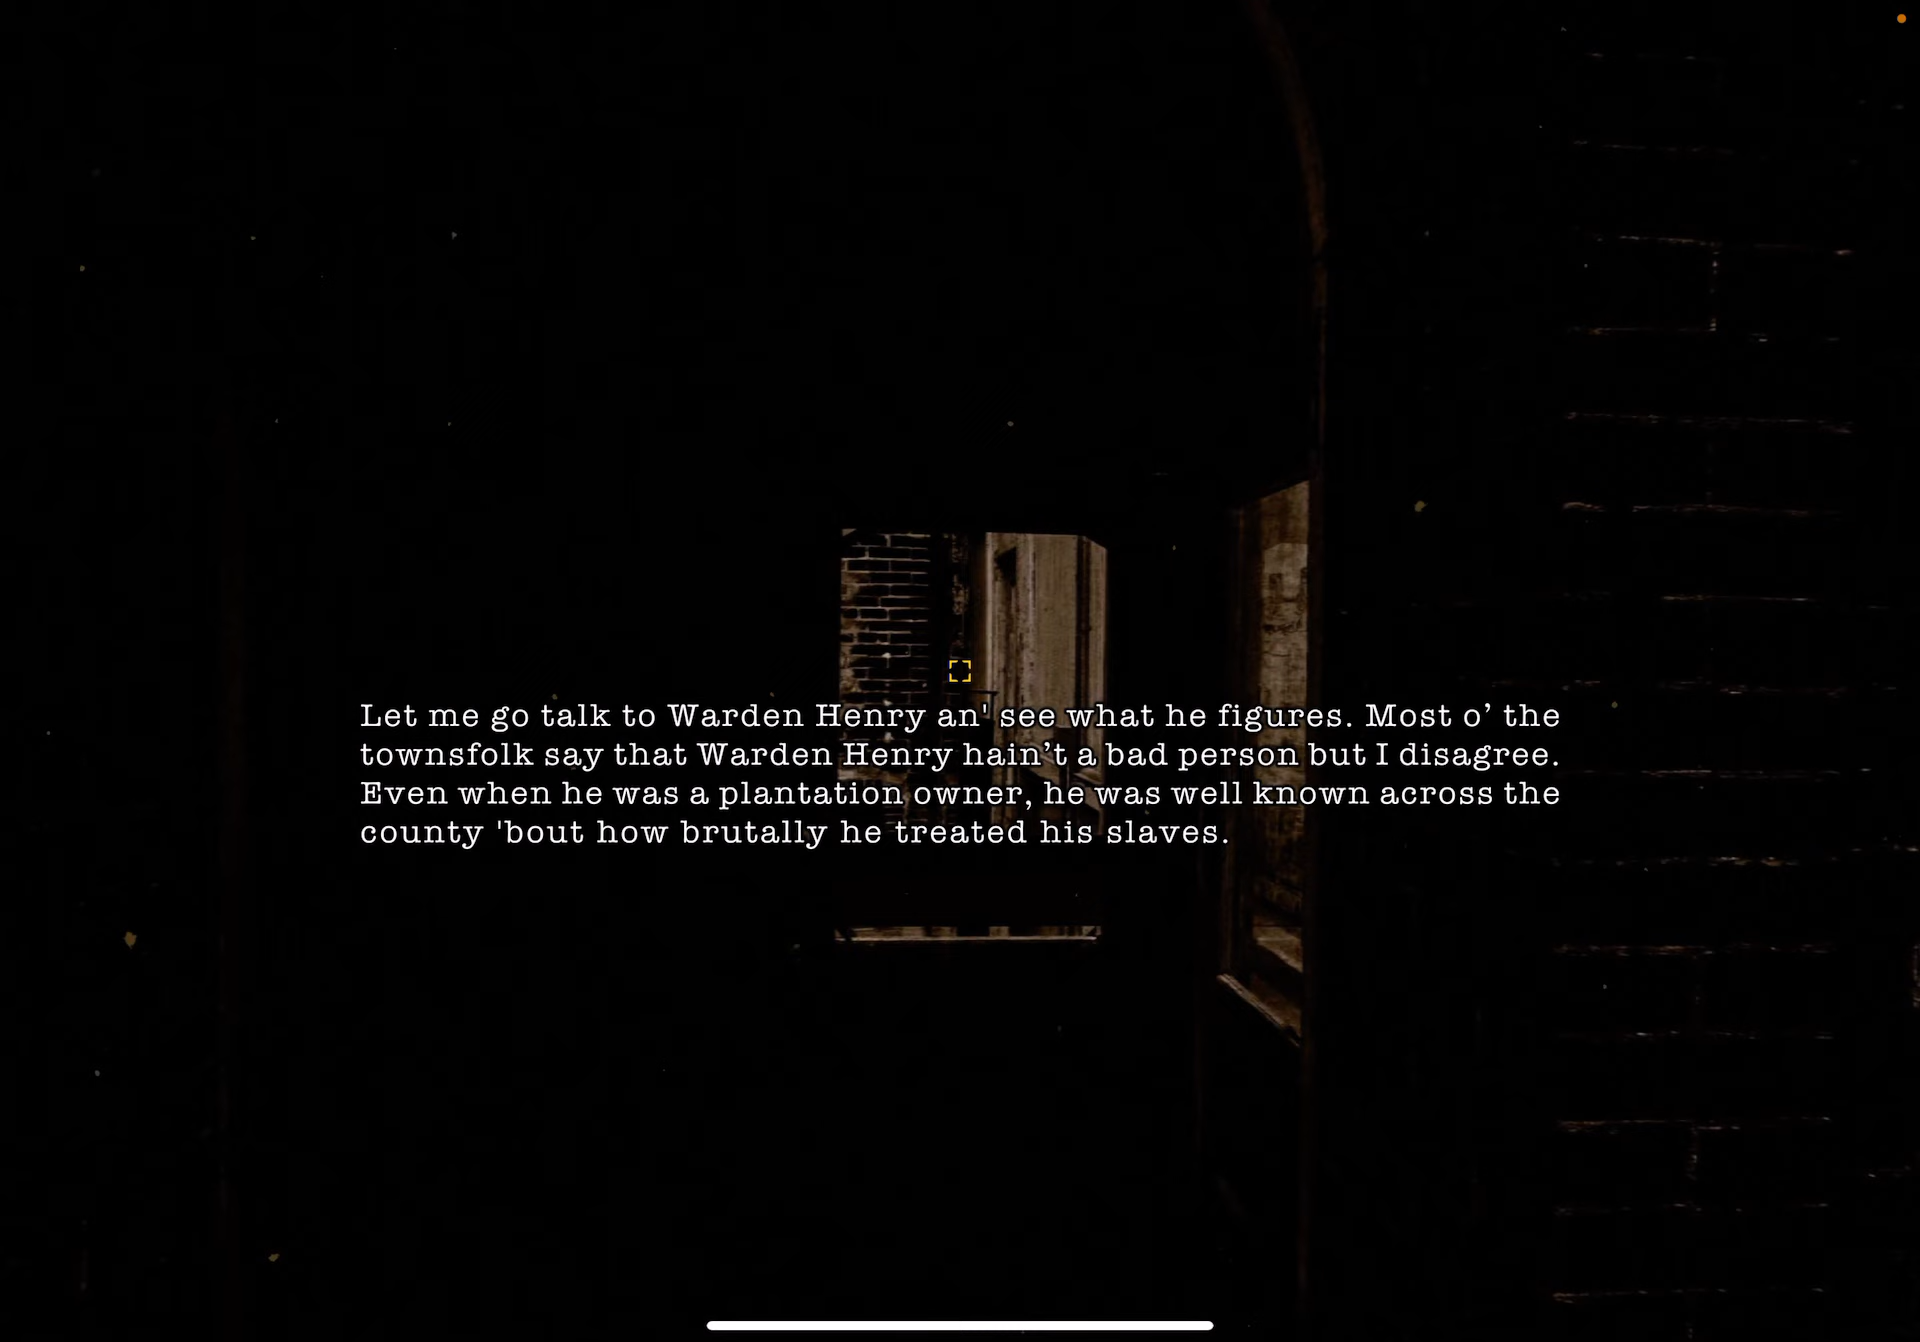 Let me go talk to Warden Henry an' see what he figures. Most o’ the
townsfolk say that Warden Henry hain’t a bad person but I disagree.
Even when he was a plantation owner, he was well known across the
county 'bout how brutally he treated his slaves.